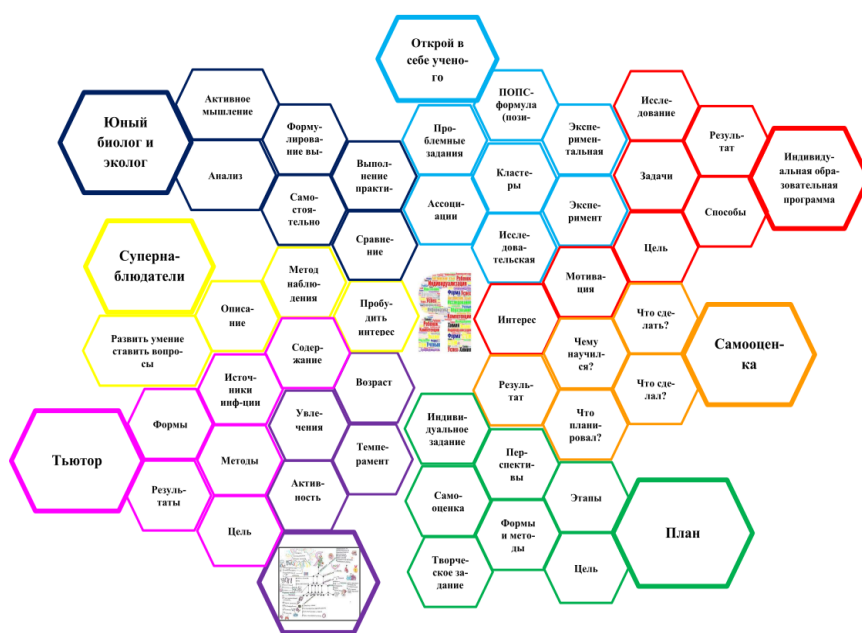 Открой в
себе учено-
го
Юный
биолог и
эколог
Активное
мышление
Анализ
Формули-
рование вы-
Само-
стоя-
тельно
Выпол-
нение
практи-
Сравне-
ние
Про-
блемные
задания
Ассоци-
ации
ПОПС-
формула
(пози-
Класте-
ры
Иссле-
дова-
тельская
Экспе-
римен-
тальная
Экспе-
римент
Иссле-
дование
Задачи
Цель
Резуль-
тат
Способы
Индивиду-
альная обра-
зовательная
программа
Суперна-
блюдатели
Развить умение
ставить вопро-
сы
Описа-
ние
Метод
наблю-
дения
Пробу-
дить
интерес
Мотива-
ция
Интерес
Тьютор
Формы
Резуль-
таты
Источ-
ники
инф-ции
Методы
Цель
Содер-
жание
Увле-
чения
Актив-
ность
Возраст
Темпе-
рамент
Самооцен-
ка
Что сде-
лать?
Что сде-
лал?
Чему
научил-
ся?
Что
плани-
ровал?
Резуль-
тат
План
Индиви-
дуальное
задание
Само-
оценка
Творче-
ское за-
дание
Пер-
спекти-
вы
Формы
и мето-
ды
Этапы
Цель